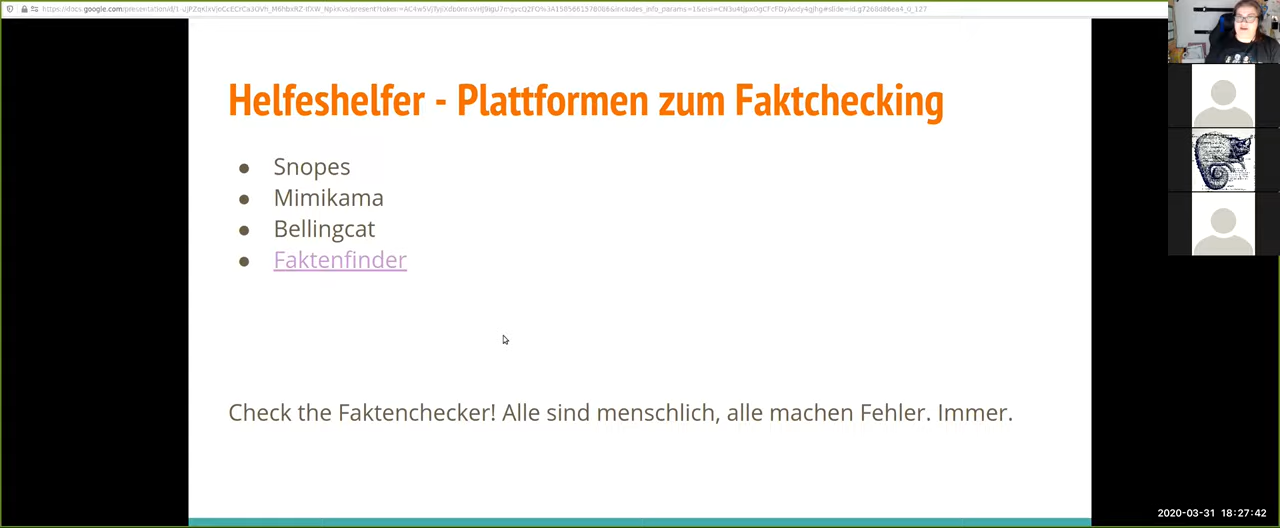 Helfeshelfer - Plattformen zum Faktchecking
● Snopes
● Mimikama
● Bellingcat
● Faktenfinder
Check the Faktenchecker! Alle sind menschlich, alle machen Fehler. Immer.
2020-03-31 18:27:42